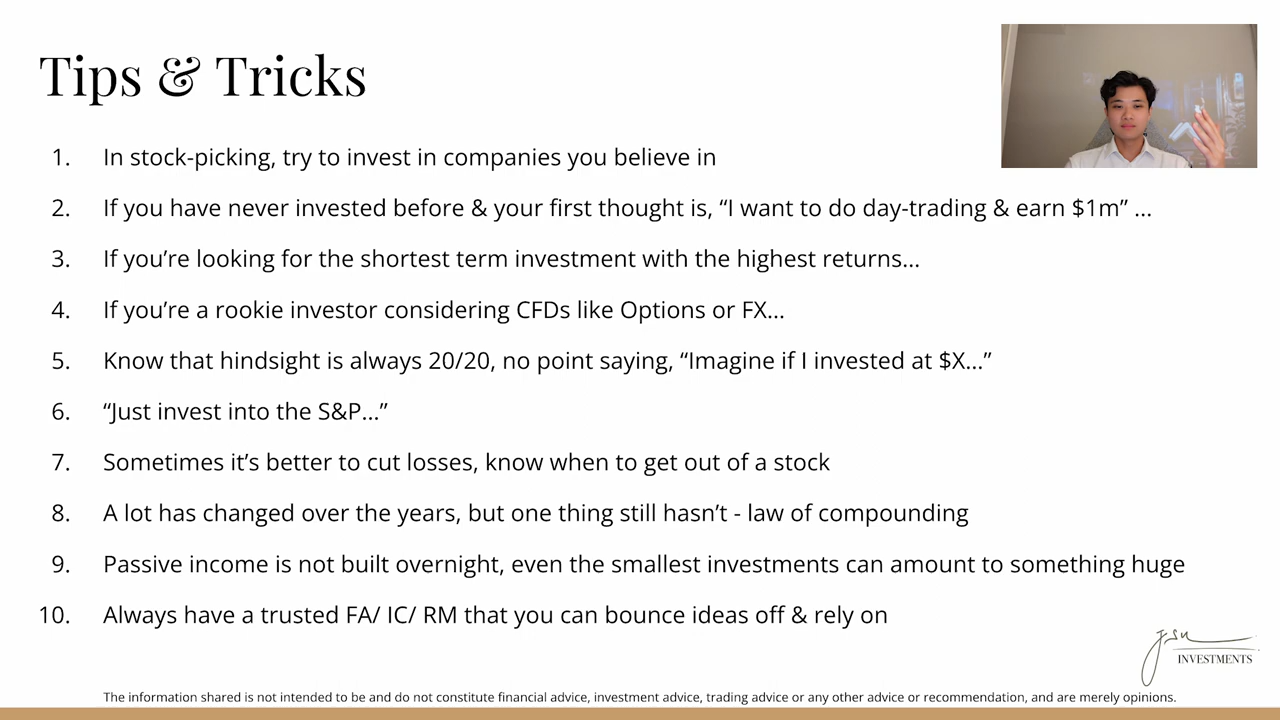 Tips & Tricks
1. In stock-picking, try to invest in companies you believe in
2. If you have never invested before & your first thought is, “I want to do day-trading & earn $1m” ...
3. If you’re looking for the shortest term investment with the highest returns...
4. If you’re a rookie investor considering CFDs like Options or FX...
5. Know that hindsight is always 20/20, no point saying, “Imagine if I invested at $X...”
6. “Just invest into the S&P...”
7. Sometimes it’s better to cut losses, know when to get out of a stock
8. A lot has changed over the years, but one thing still hasn’t - law of compounding
9. Passive income is not built overnight, even the smallest investments can amount to something huge
10. Always have a trusted FA/ IC/ RM that you can bounce ideas off & rely on
INVESTMENTS
The information shared is not intended to be and do not constitute financial advice, investment advice, trading advice or any other advice or recommendation, and are merely opinions.